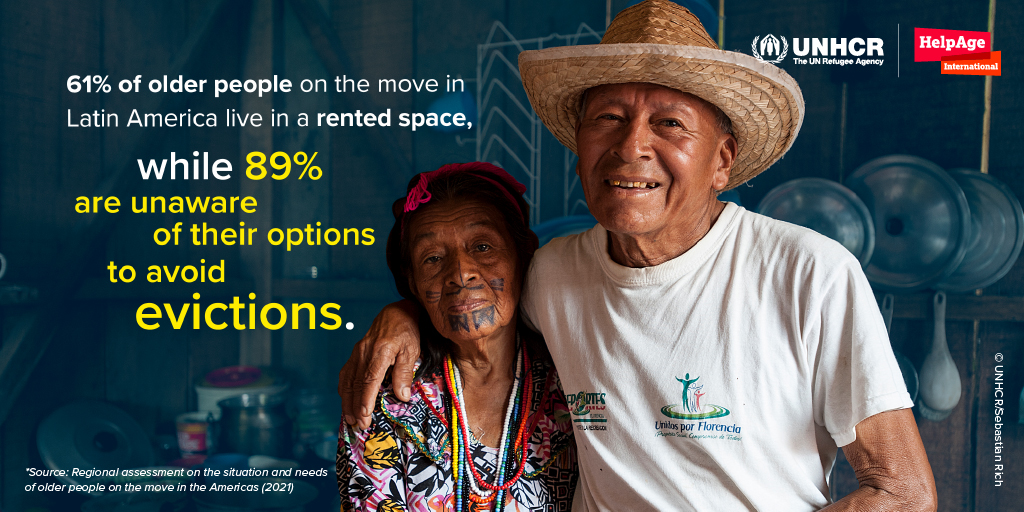 61% of older people on the move in
Latin America live in a rented space,
while 89%
are unaware
of their options
to avoid
evictions.
*Source: Regional assessment on the situation and needs
of older people on the move in the Americas (2021)
UNHCR
The UN Refugee Agency
HelpAge
International
Unidos por Florencia
© UNHCR/Sebastian Rich